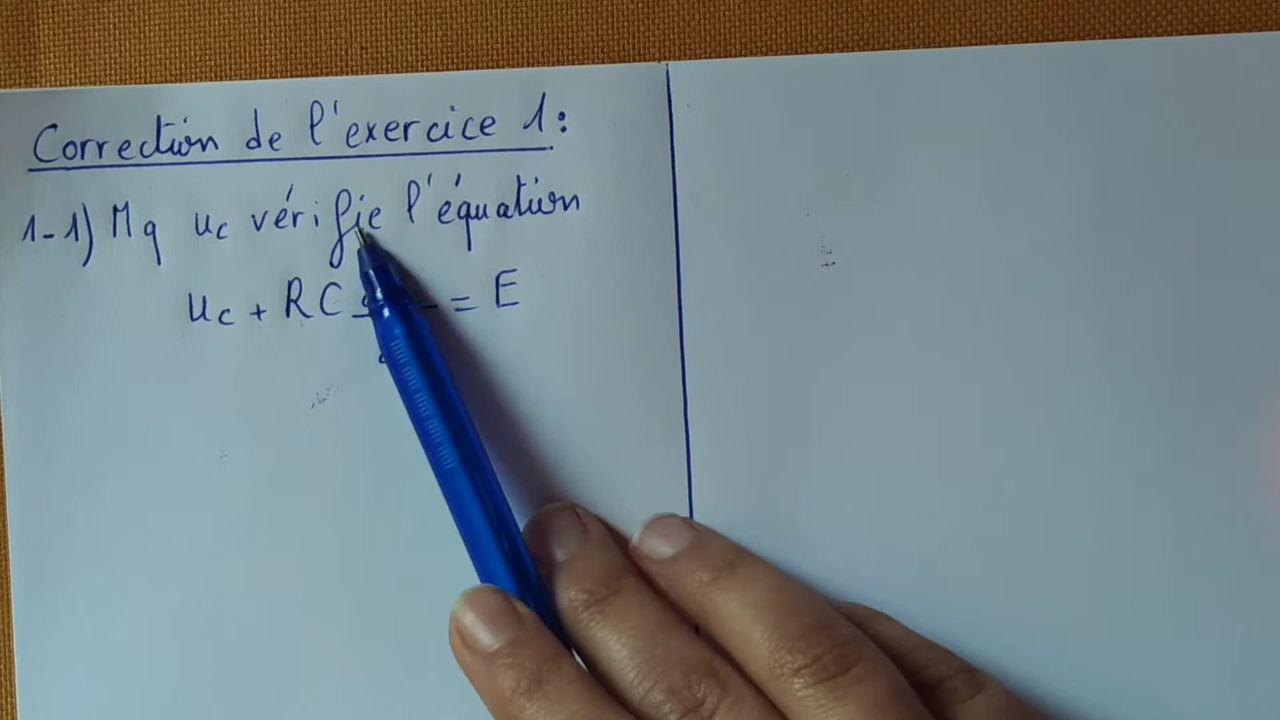 Correction de l'exercice 1:
1-1) Mq uc vérifie l'équation
uc + RC = E